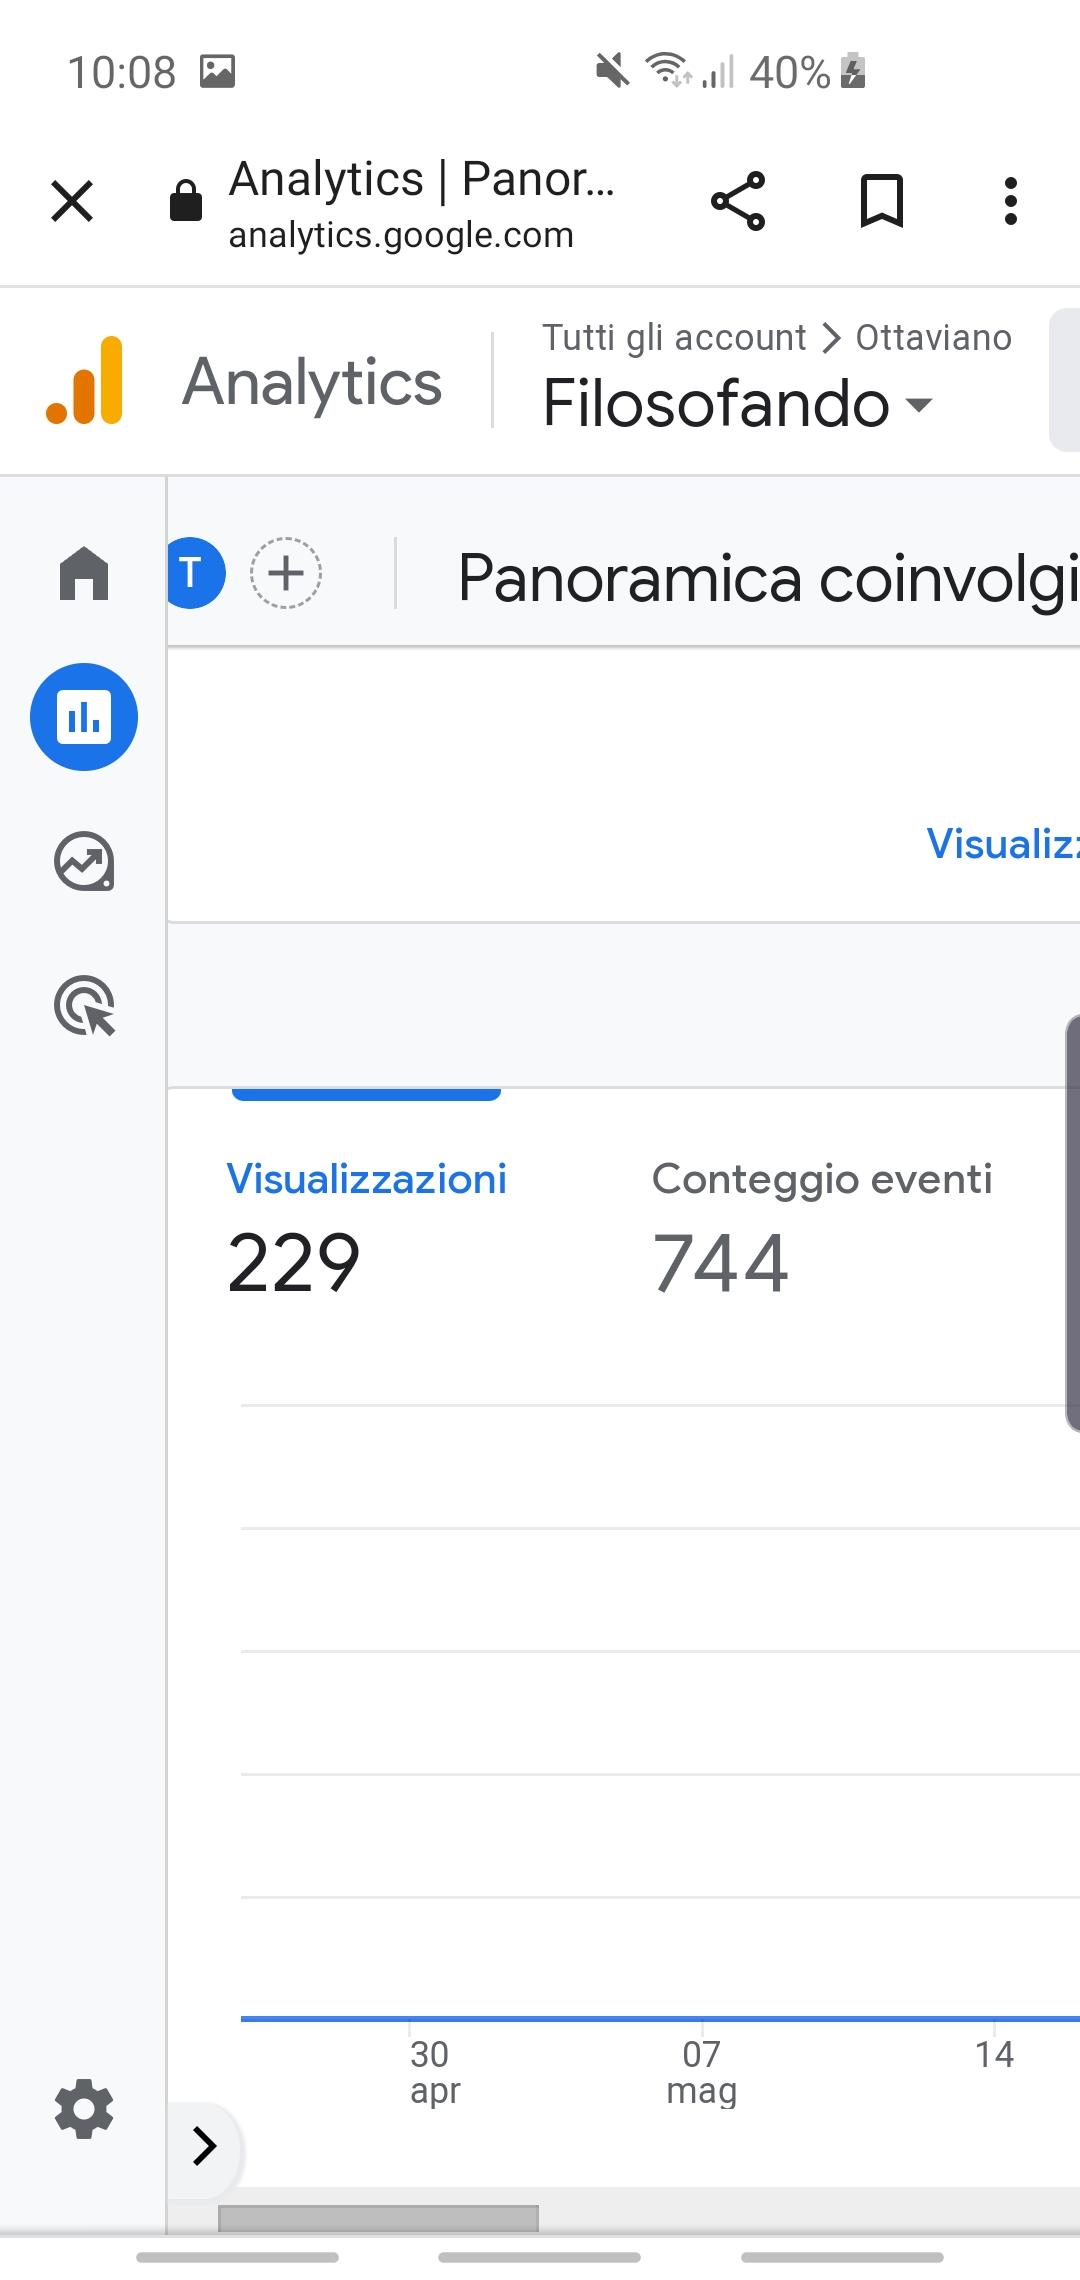 10:08
40%
Analytics | Panor...
analytics.google.com
Analytics
Tutti gli account > Ottaviano
Filosofando
T
Panoramica coinvolgi
Visualizz
Visualizzazioni
Conteggio eventi
229
744
30
07
14
apr
mag